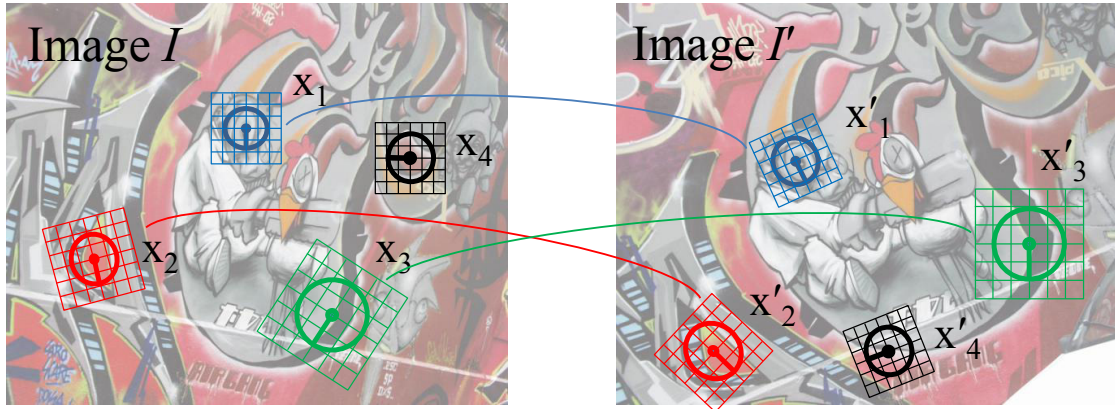 Image I
x₁
x₂
x₃
x₄
Image I′
x′₁
x′₂
x′₃
x′₄